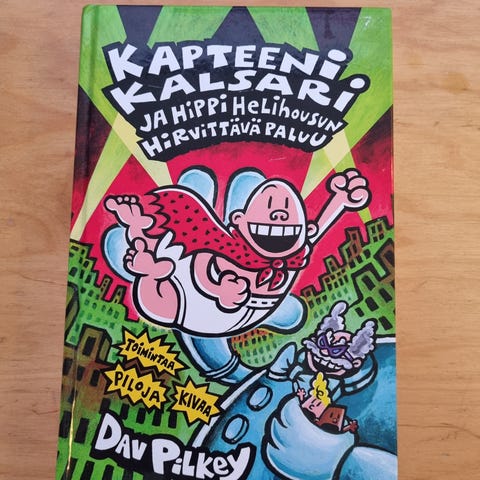 KAPTEENI
KALSARI
JA HiPPi HeLiHOUSUN
HiRViTTÄVÄ PALUU
TOiMiNTAA
PiLOJA
KiVAA
DAV PiLKEY